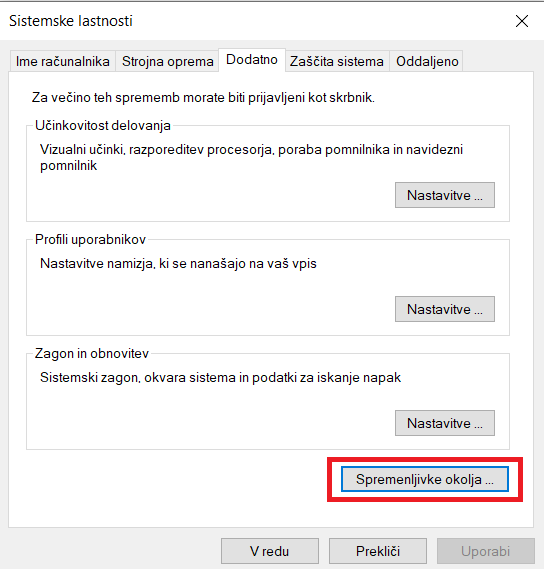 Sistemske lastnosti
Ime računalnika
Strojna oprema
Dodatno
Zaščita sistema
Oddaljeno
Za večino teh sprememb morate biti prijavljeni kot skrbnik.
Učinkovitost delovanja
Vizualni učinki, razporeditev procesorja, poraba pomnilnika in navidezni
pomnilnik
Nastavitve ...
Profili uporabnikov
Nastavitve namizja, ki se nanašajo na vaš vpis
Nastavitve ...
Zagon in obnovitev
Sistemski zagon, okvara sistema in podatki za iskanje napak
Nastavitve ...
Spremenljivke okolja ...
V redu
Prekliči
Uporabi